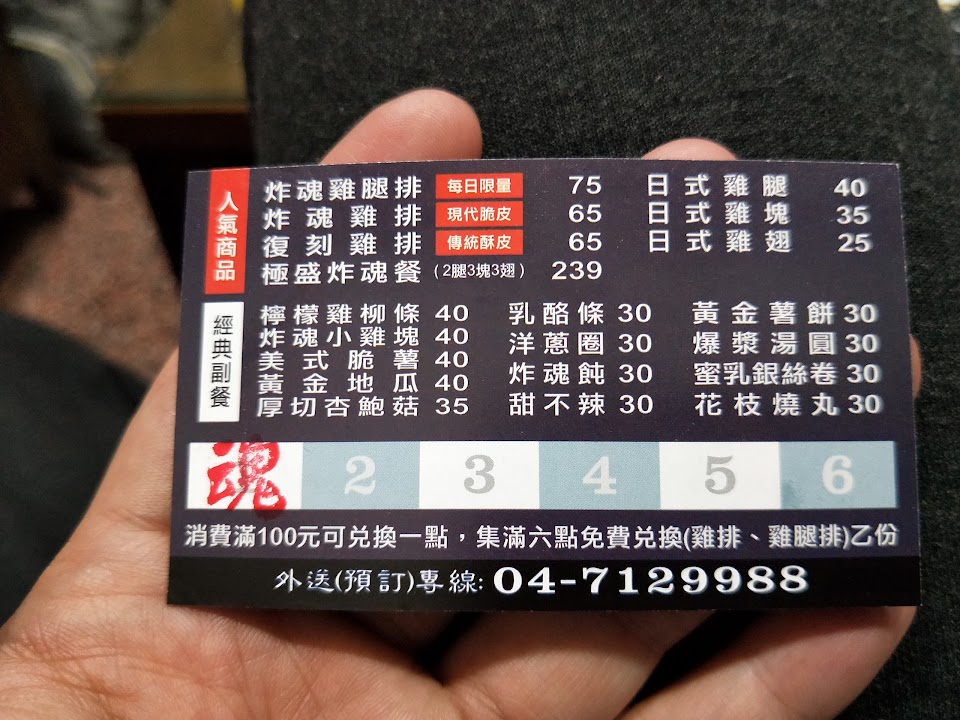 人氣商品
炸魂雞腿排 每日限量 75 日式雞腿 40
炸魂雞排 現代脆皮 65 日式雞塊 35
復刻雞排 傳統酥皮 65 日式雞翅 25
極盛炸魂餐 (2腿3塊3翅) 239
經典副餐
檸檬雞柳條 40 乳酪條 30 黃金薯餅 30
炸魂小雞塊 40 洋蔥圈 30 爆漿湯圓 30
美式脆薯 40 炸魂飩 30 蜜乳銀絲卷 30
黃金地瓜 40 甜不辣 30 花枝燒丸 30
厚切杏鮑菇 35
魂 2 3 4 5 6
消費滿100元可兌換一點，集滿六點免費兌換(雞排、雞腿排)乙份
外送(預訂)專線: 04-7129988